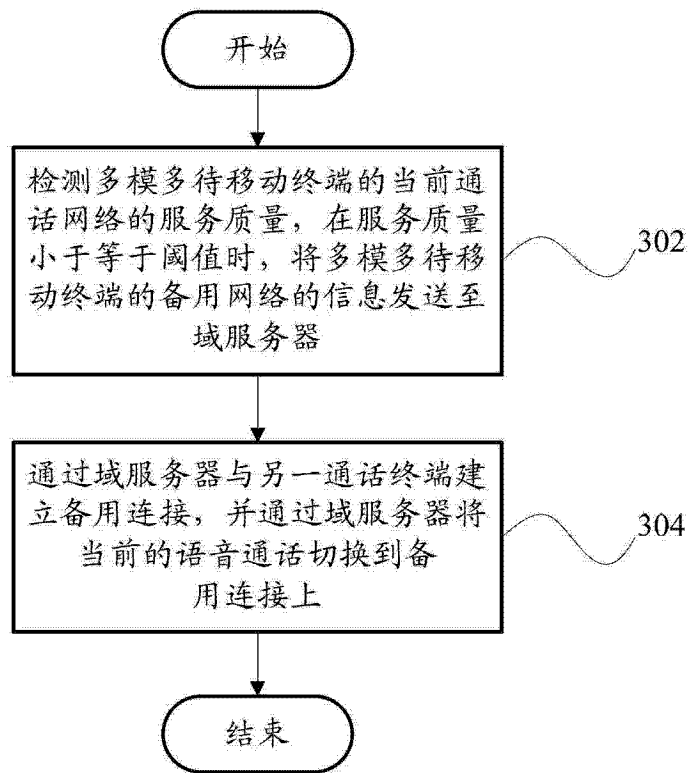 开始
检测多模多待移动终端的当前通
话网络的服务质量，在服务质量
小于等于阈值时，将多模多待移
动终端的备用网络的信息发送至
域服务器
302
通过域服务器与另一通话终端建
立备用连接，并通过域服务器将
当前的语音通话切换到备
用连接上
304
结束